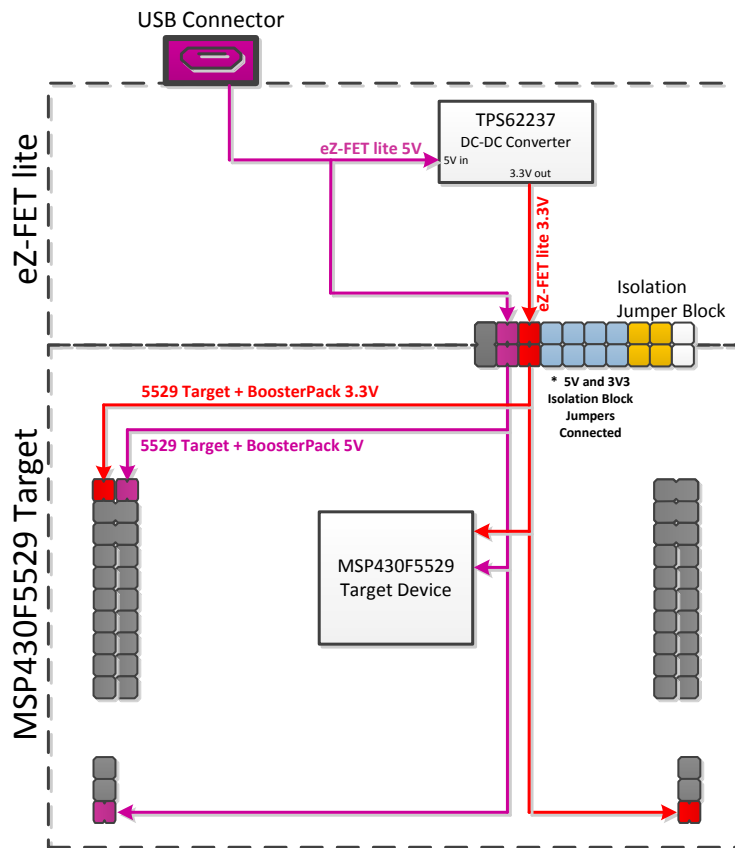 USB Connector
eZ-FET lite
TPS62237
DC-DC Converter
5V in
3.3V out
eZ-FET lite 5V
eZ-FET lite 3.3V
Isolation
Jumper Block
* 5V and 3V3
Isolation Block
Jumpers
Connected
MSP430F5529 Target
5529 Target + BoosterPack 3.3V
5529 Target + BoosterPack 5V
MSP430F5529
Target Device